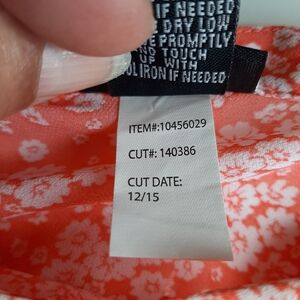 IF NEEDED
DRY LOW
PROMPTLY
TOUCH
UP WITH
IRON IF NEEDED
ITEM#:10456029
CUT#: 140386
CUT DATE:
12/15